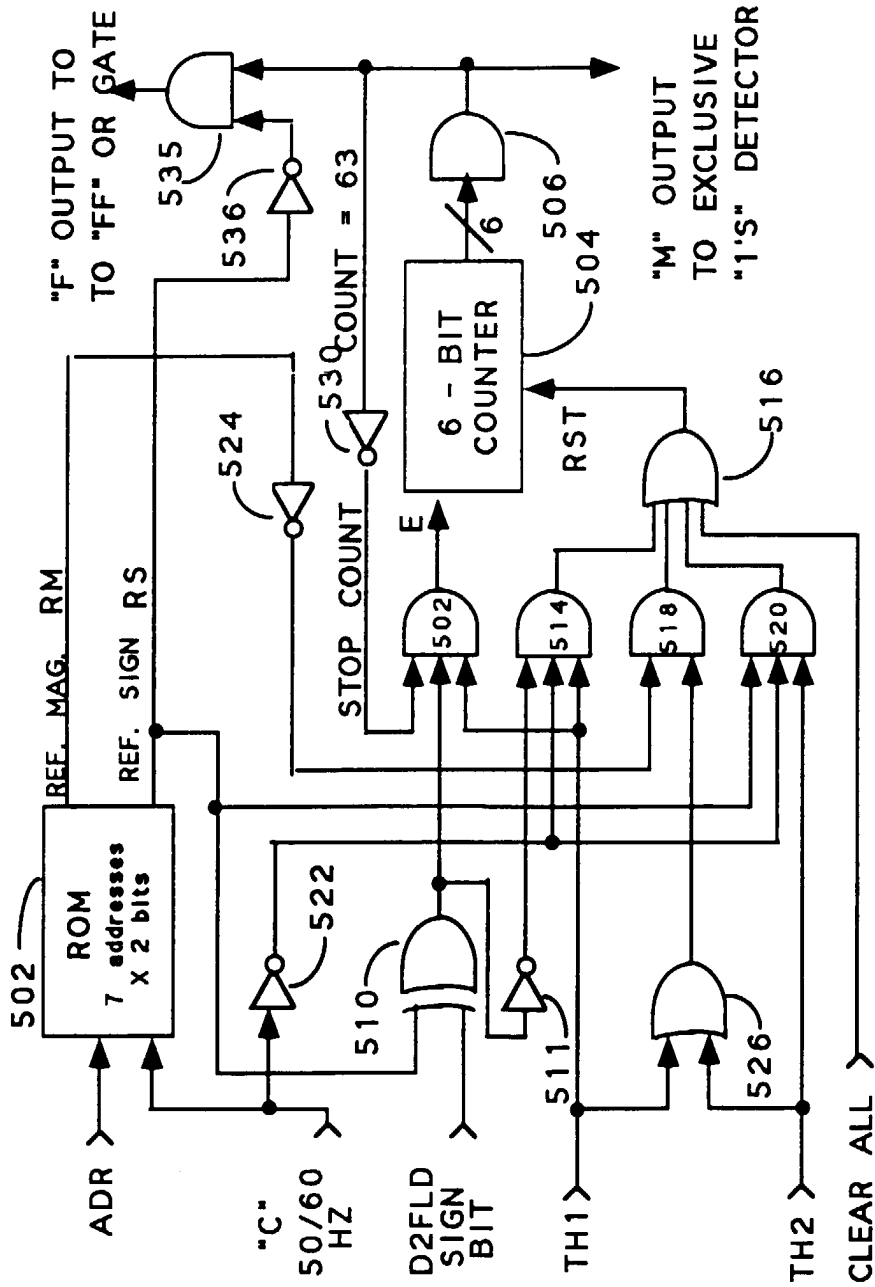 502
ROM
7 addresses
X 2 bits
REF. MAG. RM
REF. SIGN RS
ADR
"C"
50/60
HZ
522
524
"F" OUTPUT TO
TO "FF" OR GATE
535
536
530
COUNT = 63
STOP COUNT
D2FLD
SIGN
BIT
510
511
502
E
6 - BIT
COUNTER
504
6
506
"M" OUTPUT
TO EXCLUSIVE
"1'S" DETECTOR
RST
514
518
520
516
TH1
526
TH2
CLEAR ALL